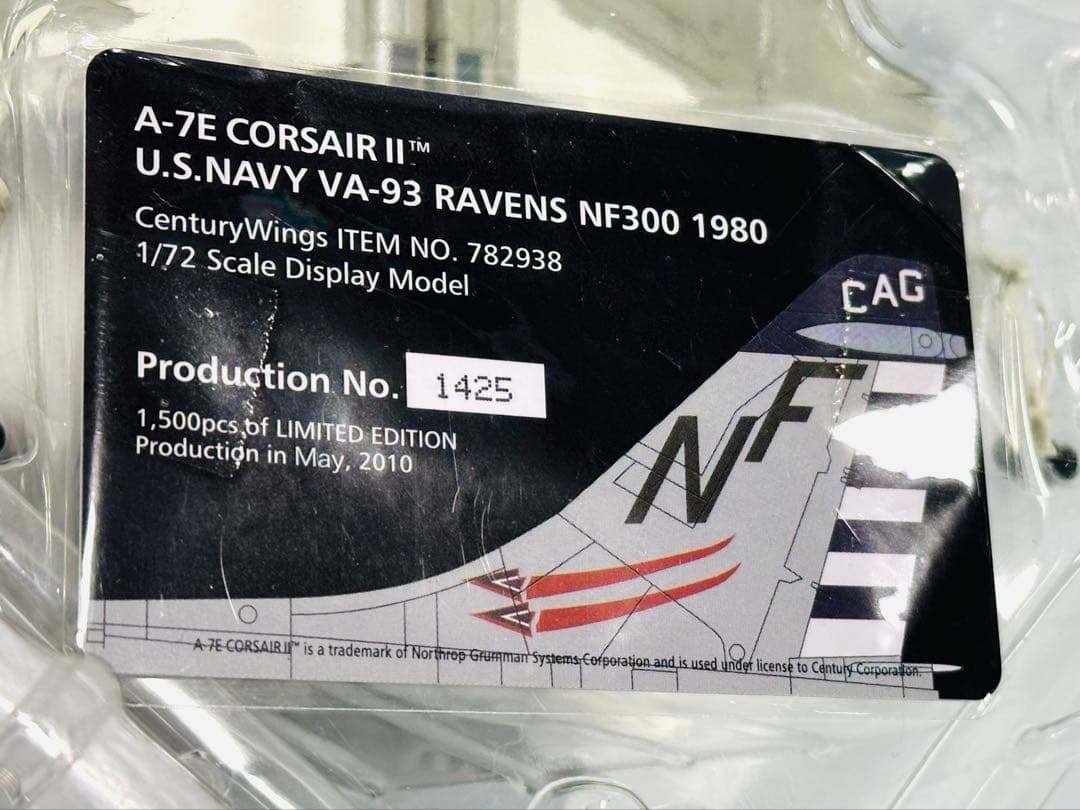 A-7E CORSAIR II™
U.S.NAVY VA-93 RAVENS NF300 1980
CenturyWings ITEM NO. 782938
1/72 Scale Display Model
CAG
Production No. 1425
1,500pcs.of LIMITED EDITION
Production in May, 2010
NF
A-7E CORSAIR II™ is a trademark of Northrop Grumman Systems Corporation and is used under license to Century Corporation.